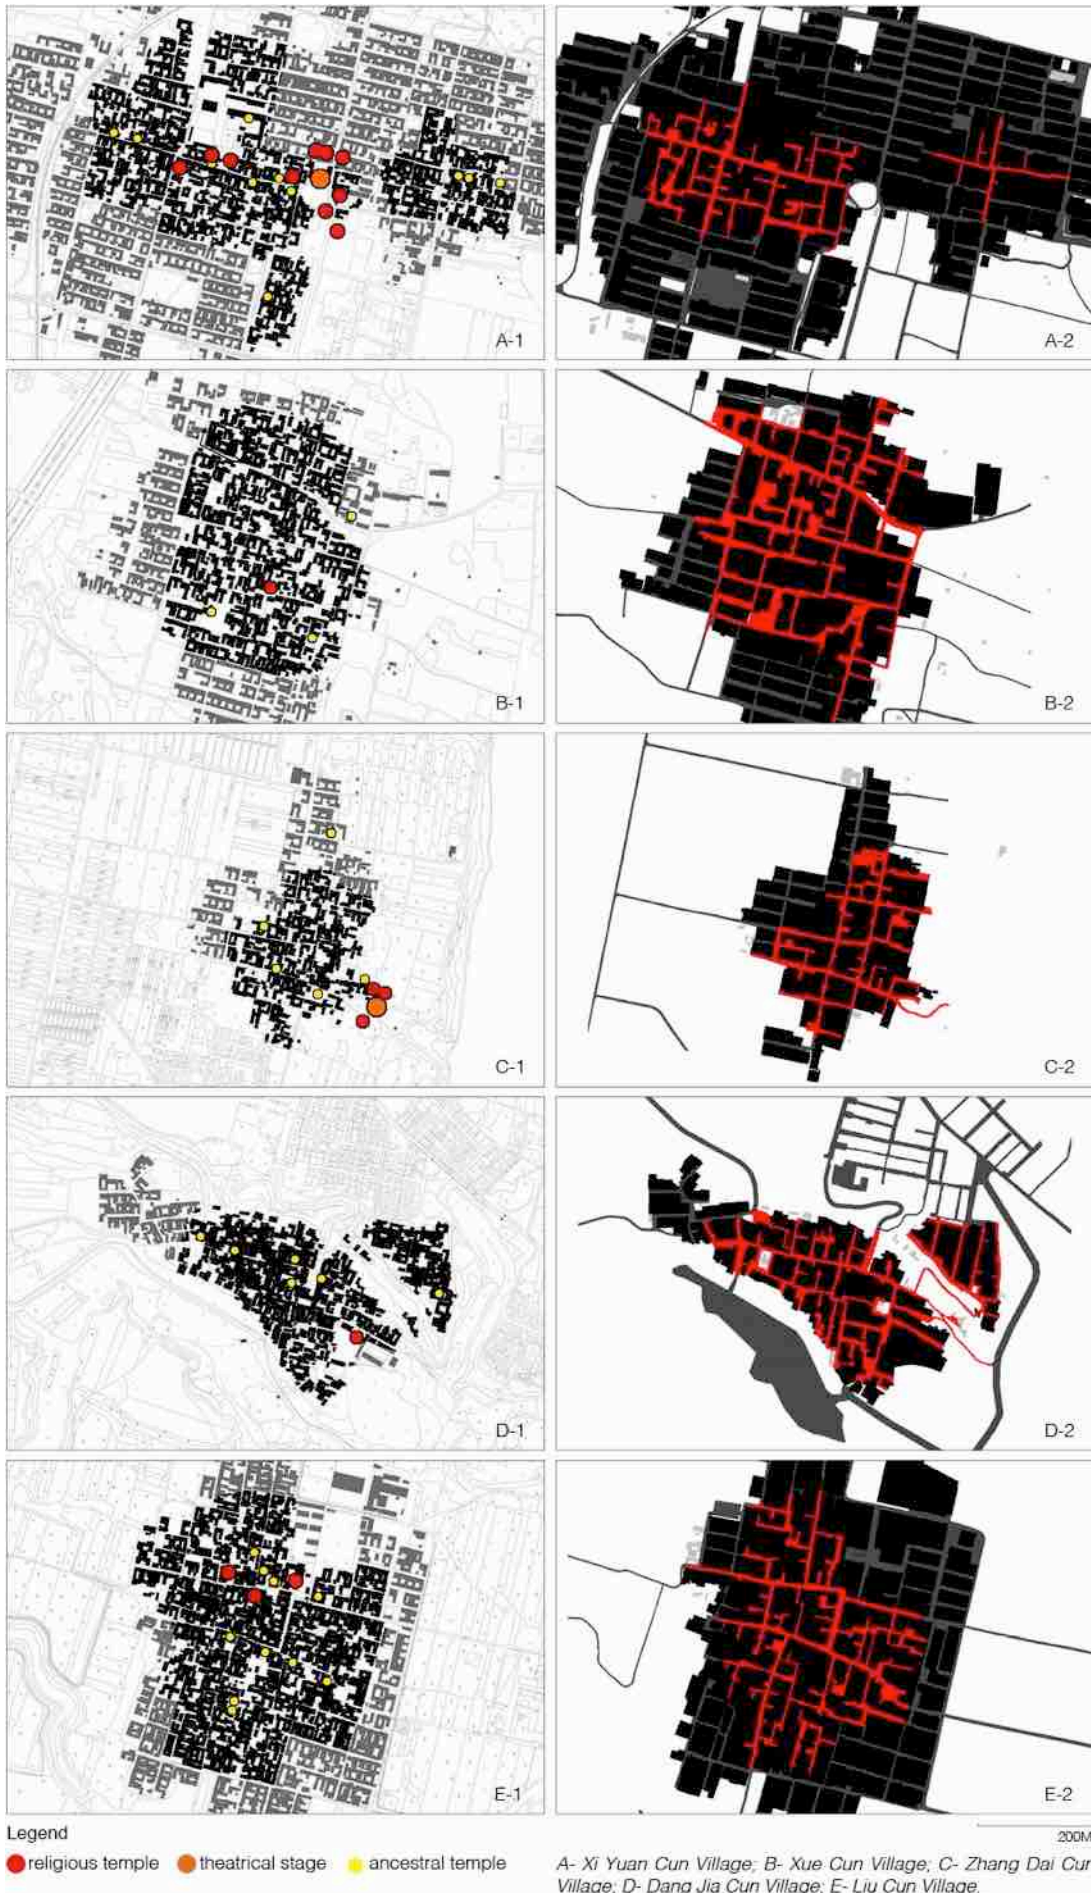 A-1
A-2
B-1
B-2
C-1
C-2
D-1
D-2
E-1
E-2
Legend
200M
religious temple
theatrical stage
ancestral temple
A- Xi Yuan Cun Village; B- Xue Cun Village; C- Zhang Dai Cun
Village; D- Dang Jia Cun Village; E- Liu Cun Village.